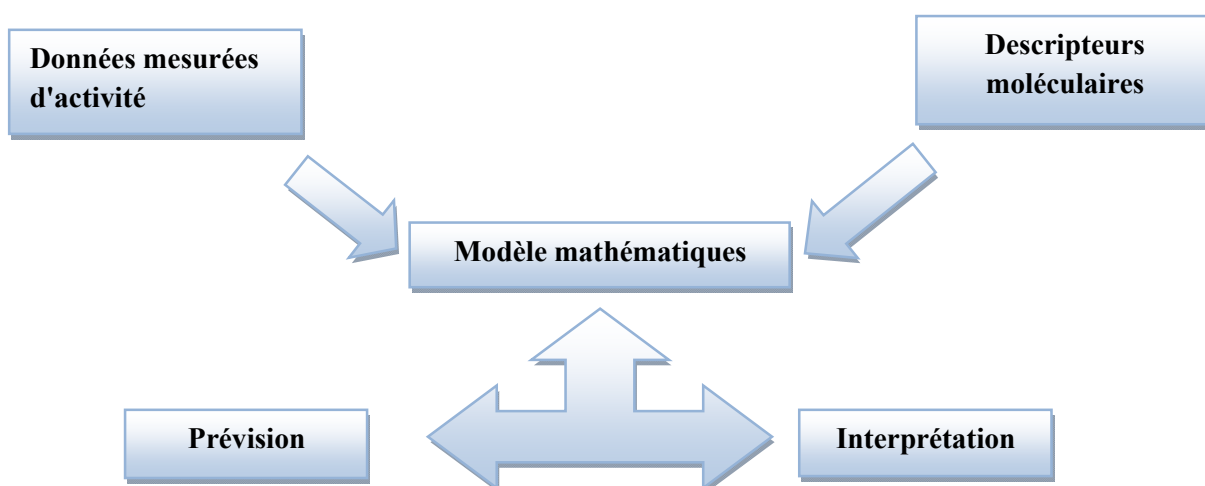 Données mesurées
d'activité
Descripteurs
moléculaires
Modèle mathématiques
Prévision
Interprétation